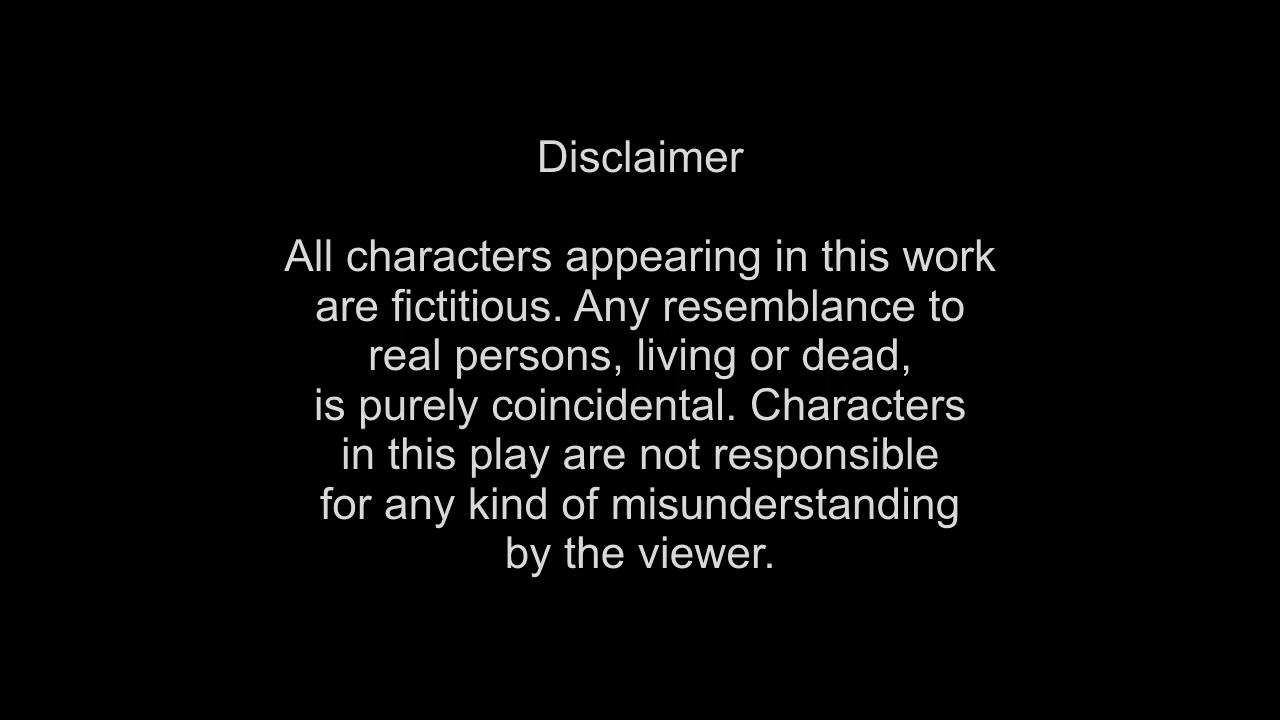 Disclaimer
All characters appearing in this work
are fictitious. Any resemblance to
real persons, living or dead,
is purely coincidental. Characters
in this play are not responsible
for any kind of misunderstanding
by the viewer.